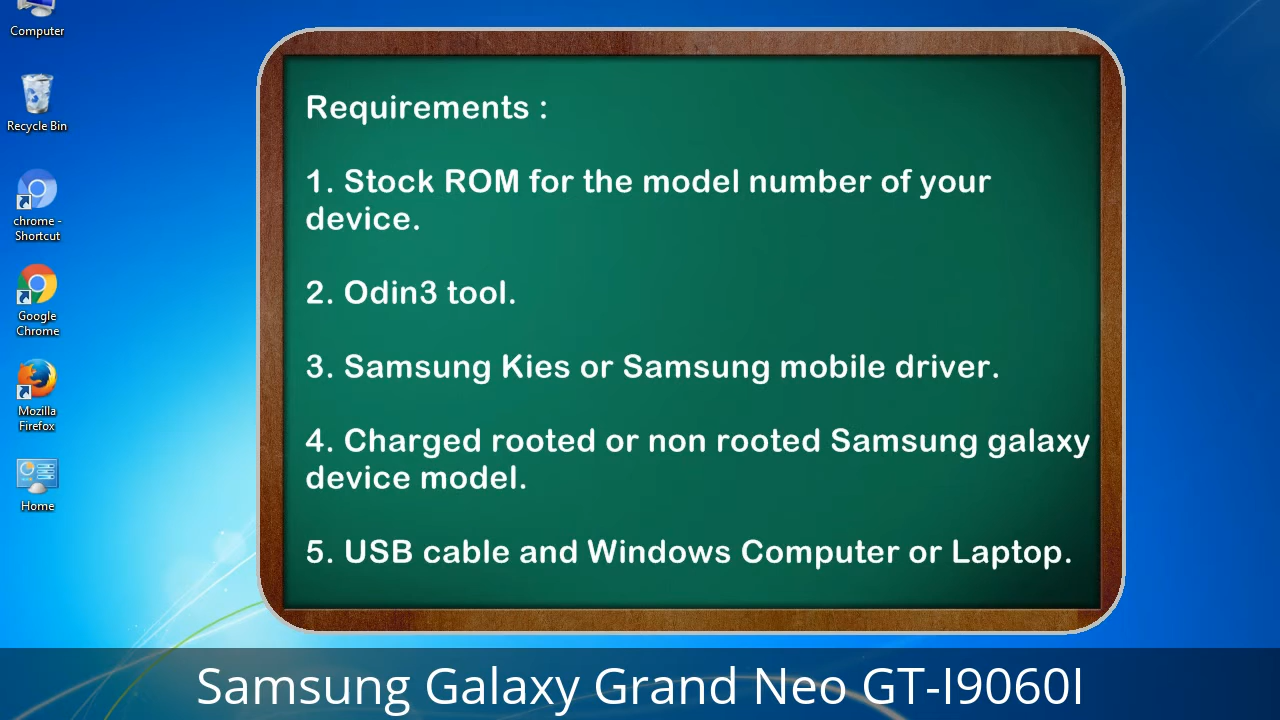 Computer
Recycle Bin
chrome -
Shortcut
Google
Chrome
Mozilla
Firefox
Home
Requirements :
1. Stock ROM for the model number of your
device.
2. Odin3 tool.
3. Samsung Kies or Samsung mobile driver.
4. Charged rooted or non rooted Samsung galaxy
device model.
5. USB cable and Windows Computer or Laptop.
Samsung Galaxy Grand Neo GT-I9060I